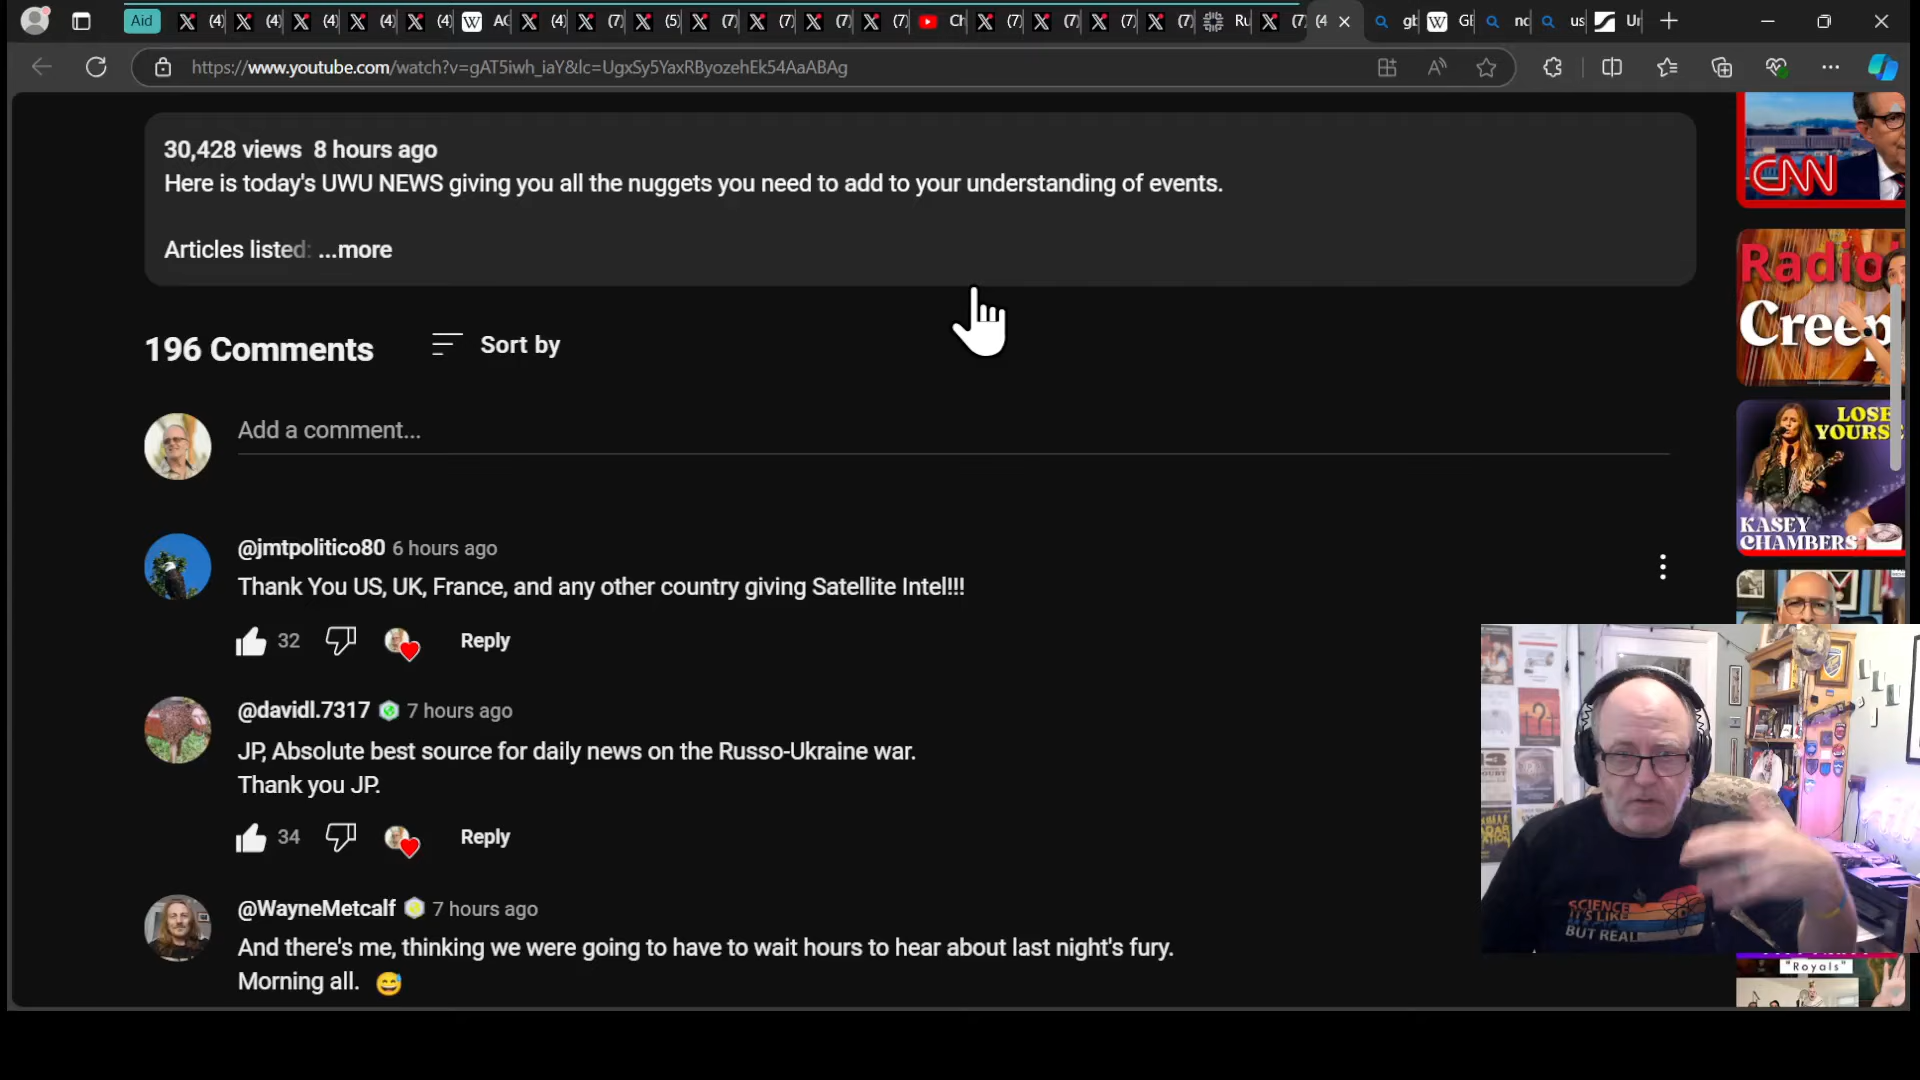 Aid
https://www.youtube.com/watch?v=gAT5iwh_iaY&lc=UgxSy5YaxRByozehEk54AaABAg
30,428 views 8 hours ago
Here is today's UWU NEWS giving you all the nuggets you need to add to your understanding of events.
Articles listed: ...more
196 Comments
Sort by
Add a comment...
@jmtpolitico80 6 hours ago
Thank You US, UK, France, and any other country giving Satellite Intel!!!
32
Reply
@davidl.7317 7 hours ago
JP, Absolute best source for daily news on the Russo-Ukraine war.
Thank you JP.
34
Reply
@WayneMetcalf 7 hours ago
And there's me, thinking we were going to have to wait hours to hear about last night's fury.
Morning all. 😅
CNN
Radio
Creep
LOSE
YOURS
KASEY
CHAMBERS
SCIENCE
IT'S LIKE
BUT REAL
"Royals"